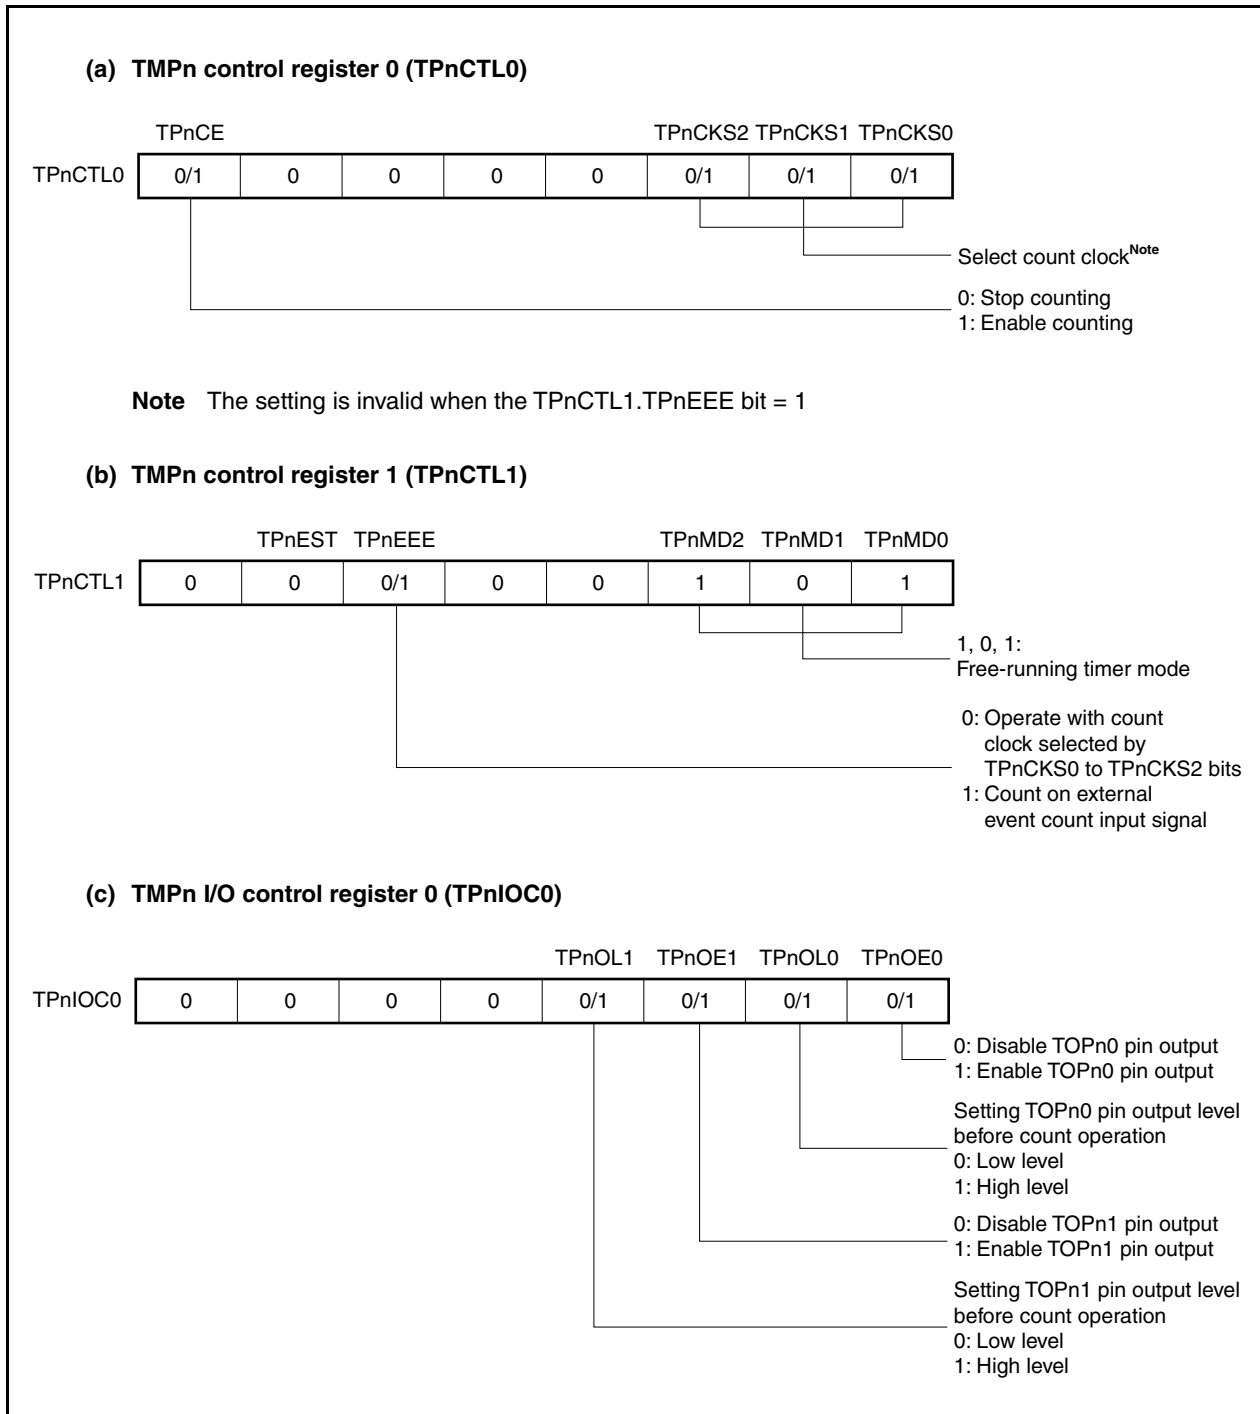 (a) TMPn control register 0 (TPnCTL0)
TPnCE TPnCKS2 TPnCKS1 TPnCKS0
TPnCTL0 0/1 0 0 0 0 0/1 0/1 0/1
Select count clockNote
0: Stop counting
1: Enable counting
Note The setting is invalid when the TPnCTL1.TPnEEE bit = 1
(b) TMPn control register 1 (TPnCTL1)
TPnEST TPnEEE TPnMD2 TPnMD1 TPnMD0
TPnCTL1 0 0 0/1 0 0 1 0 1
1, 0, 1:
Free-running timer mode
0: Operate with count
clock selected by
TPnCKS0 to TPnCKS2 bits
1: Count on external
event count input signal
(c) TMPn I/O control register 0 (TPnIOC0)
TPnOL1 TPnOE1 TPnOL0 TPnOE0
TPnIOC0 0 0 0 0 0/1 0/1 0/1 0/1
0: Disable TOPn0 pin output
1: Enable TOPn0 pin output
Setting TOPn0 pin output level
before count operation
0: Low level
1: High level
0: Disable TOPn1 pin output
1: Enable TOPn1 pin output
Setting TOPn1 pin output level
before count operation
0: Low level
1: High level